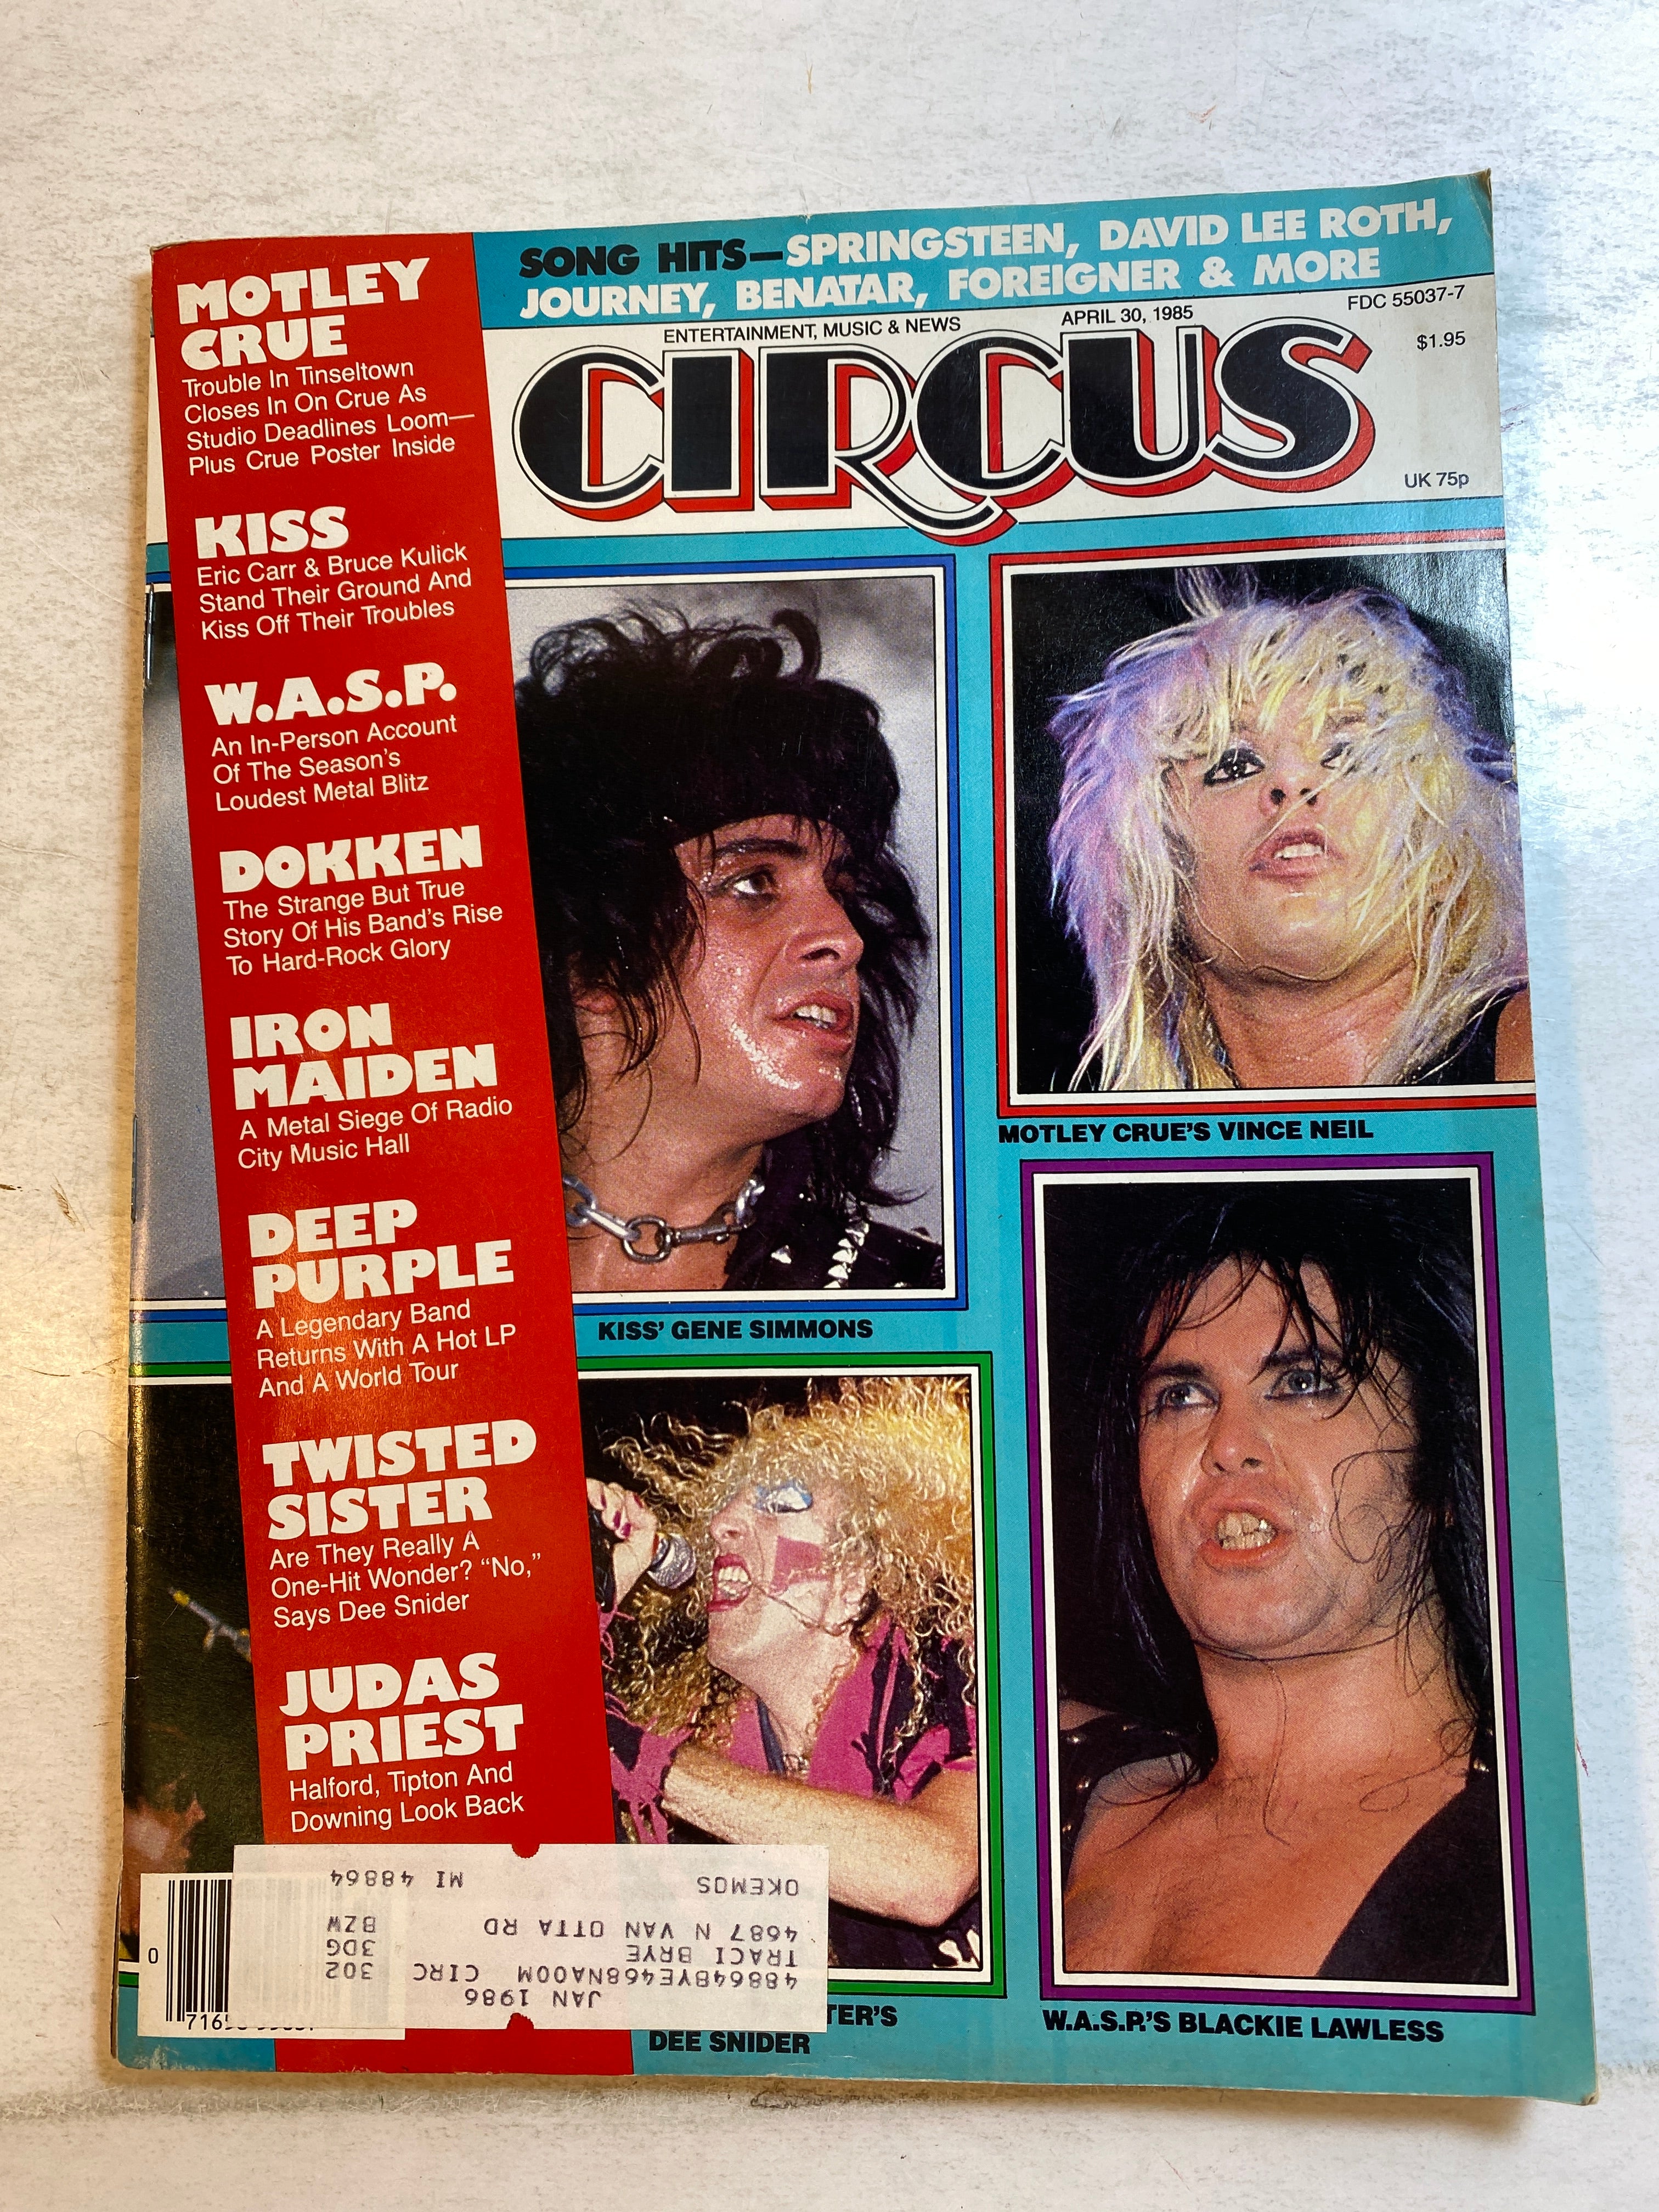 SONG HITS—SPRINGSTEEN, DAVID LEE ROTH,
JOURNEY, BENATAR, FOREIGNER & MORE
ENTERTAINMENT, MUSIC & NEWS
APRIL 30, 1985
FDC 55037-7
$1.95
CIRCUS
UK 75p
MOTLEY
CRUE
Trouble In Tinseltown
Closes In On Crue As
Studio Deadlines Loom—
Plus Crue Poster Inside
KISS
Eric Carr & Bruce Kulick
Stand Their Ground And
Kiss Off Their Troubles
W.A.S.P.
An In-Person Account
Of The Season's
Loudest Metal Blitz
DOKKEN
The Strange But True
Story Of His Band's Rise
To Hard-Rock Glory
IRON
MAIDEN
A Metal Siege Of Radio
City Music Hall
DEEP
PURPLE
A Legendary Band
Returns With A Hot LP
And A World Tour
TWISTED
SISTER
Are They Really A
One-Hit Wonder? “No,”
Says Dee Snider
JUDAS
PRIEST
Halford, Tipton And
Downing Look Back
KISS' GENE SIMMONS
MOTLEY CRUE'S VINCE NEIL
TER'S
DEE SNIDER
W.A.S.P.'S BLACKIE LAWLESS
JAN 1986
48864BYE468NA00M CIRC 302
TRACI BRYE 3DG
4687 N VAN OTTA RD BZW
OKEMOS MI 48864
0